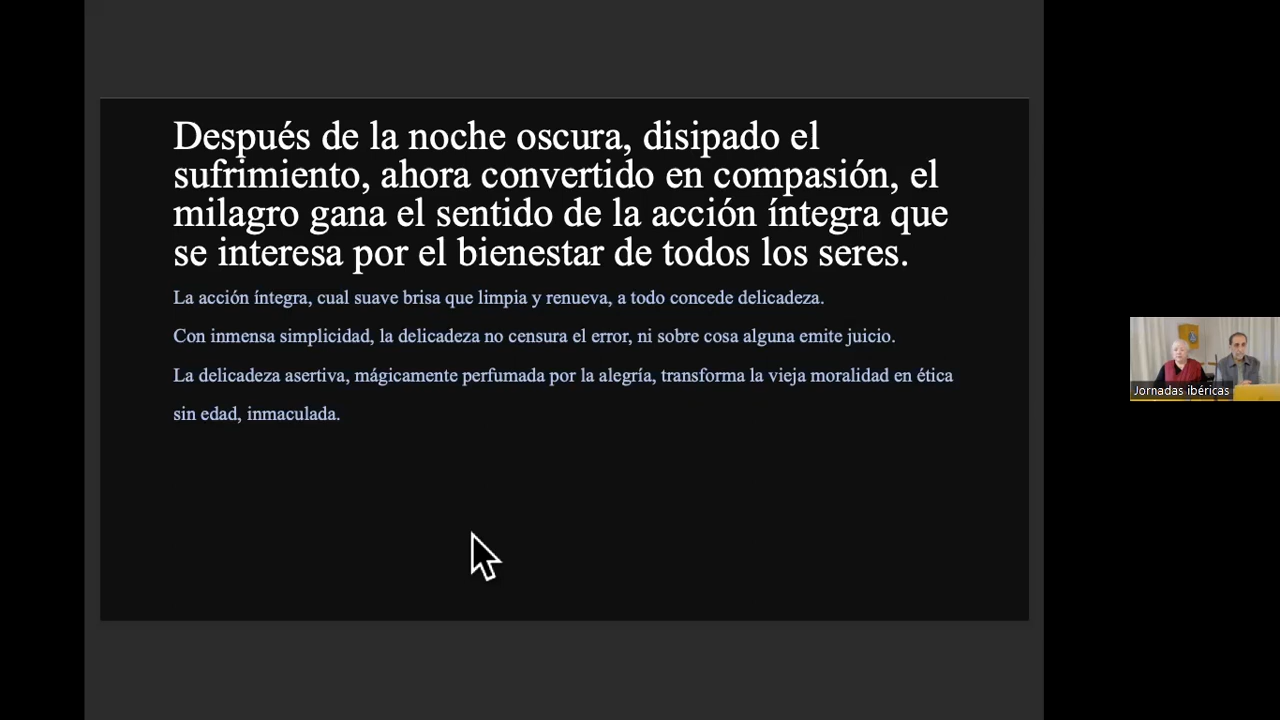 Después de la noche oscura, disipado el
sufrimiento, ahora convertido en compasión, el
milagro gana el sentido de la acción íntegra que
se interesa por el bienestar de todos los seres.
La acción íntegra, cual suave brisa que limpia y renueva, a todo concede delicadeza.
Con inmensa simplicidad, la delicadeza no censura el error, ni sobre cosa alguna emite juicio.
La delicadeza asertiva, mágicamente perfumada por la alegría, transforma la vieja moralidad en ética
sin edad, inmaculada.
Jornadas ibéricas